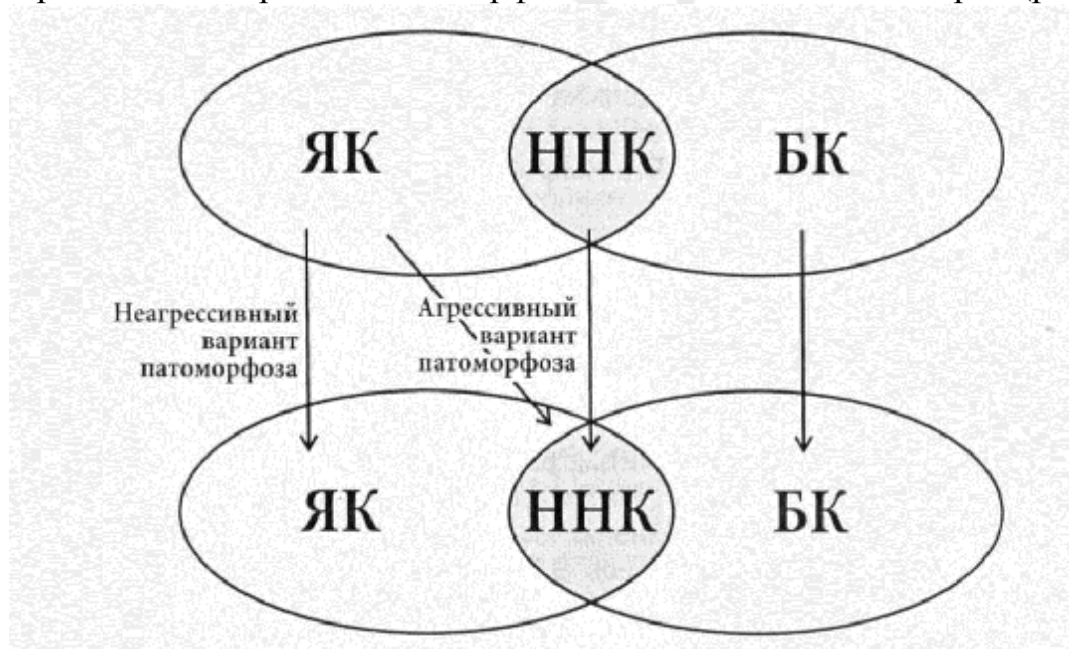 ЯК ННК БК
Неагрессивный
вариант
патоморфоза
Агрессивный
вариант
патоморфоза
ЯК ННК БК